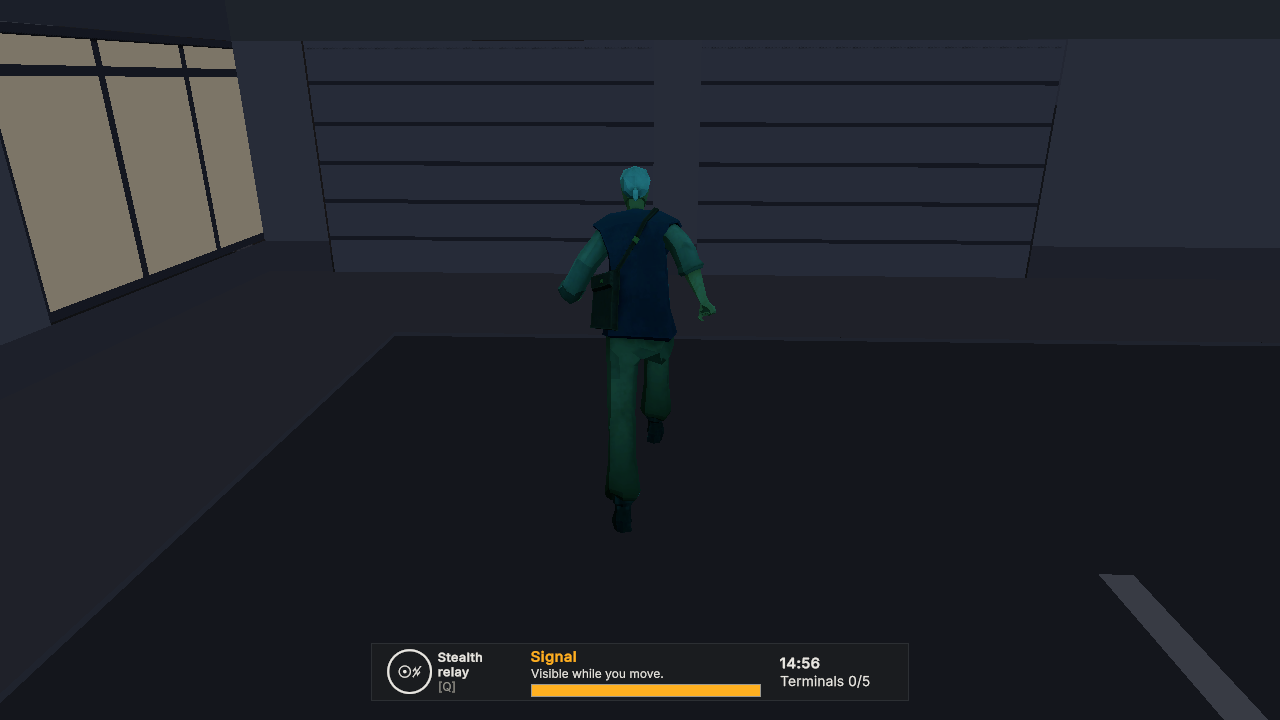 Stealth
relay
[Q]
Signal
Visible while you move.
14:56
Terminals 0/5